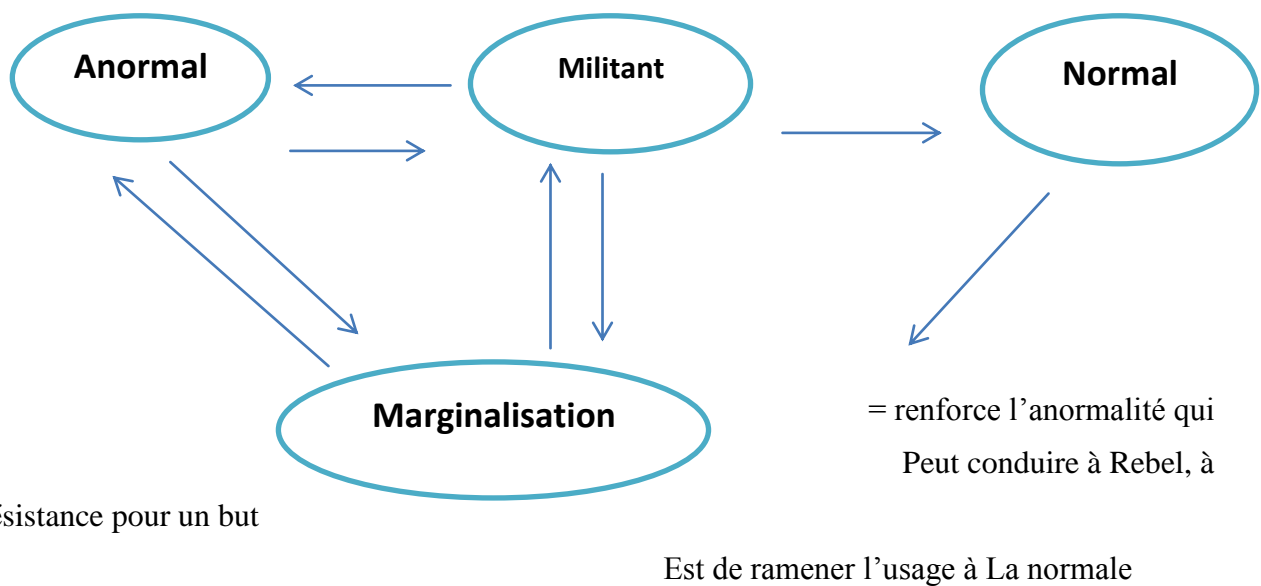 Anormal
Militant
Normal
Marginalisation
= renforce l’anormalité qui
Peut conduire à Rebel, à
ésistance pour un but
Est de ramener l’usage à La normale